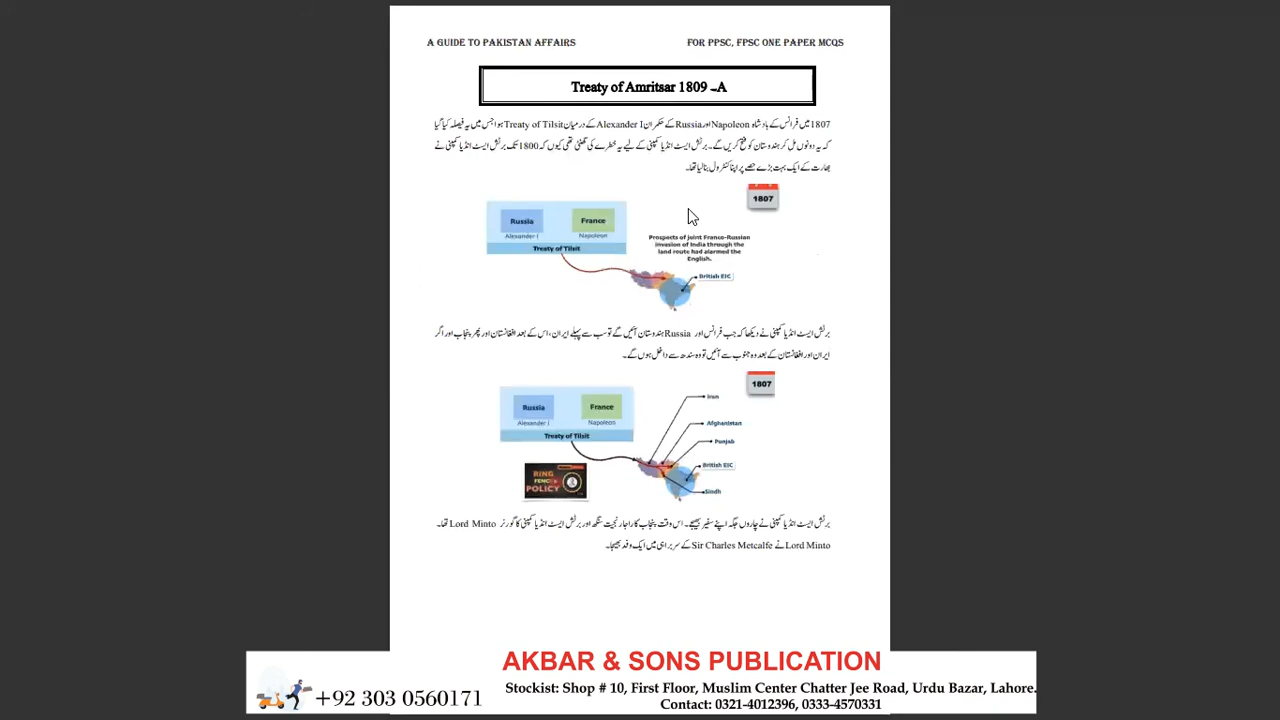 A GUIDE TO PAKISTAN AFFAIRS
FOR PPSC, FPSC ONE PAPER MCQS
Treaty of Amritsar 1809 -A
1807 میں فرانس کے بادشاہ Napoleon اور Russia کے حکمران Alexander I کے درمیان Treaty of Tilsit ہوا جس میں یہ فیصلہ کیا گیا
کہ یہ دونوں مل کر ہندوستان کو فتح کریں گے۔ برٹش ایسٹ انڈیا کمپنی کے لیے یہ خطرے کی گھنٹی تھی کیوں کہ 1800 تک برٹش ایسٹ انڈیا کمپنی نے
بھارت کے ایک بہت بڑے حصے پر اپنا کنٹرول بنا لیا تھا۔
1807
Russia
France
Alexander I
Napoleon
Treaty of Tilsit
Prospects of joint Franco-Russian
invasion of India through the
land route had alarmed the
English.
British EIC
برٹش ایسٹ انڈیا کمپنی نے دیکھا کہ جب فرانس اور Russia ہندوستان آئیں گے تو سب سے پہلے ایران، اس کے بعد افغانستان اور پھر پنجاب اور اگر
ایران اور افغانستان کے بعد وہ جنوب سے آئیں تو وہ سندھ سے داخل ہوں گے۔
1807
Russia
France
Alexander I
Napoleon
Treaty of Tilsit
Iran
Afghanistan
Punjab
British EIC
Sindh
RING
FENCE
POLICY
برٹش ایسٹ انڈیا کمپنی نے چاروں جگہ اپنے سفیر بھیجے۔ اس وقت پنجاب کا راجا رنجیت سنگھ اور برٹش ایسٹ انڈیا کمپنی کا گورنر Lord Minto تھا۔
Lord Minto نے Sir Charles Metcalfe کے سربراہی میں ایک وفد بھیجا۔
AKBAR & SONS PUBLICATION
+92 303 0560171
Stockist: Shop # 10, First Floor, Muslim Center Chatter Jee Road, Urdu Bazar, Lahore.
Contact: 0321-4012396, 0333-4570331